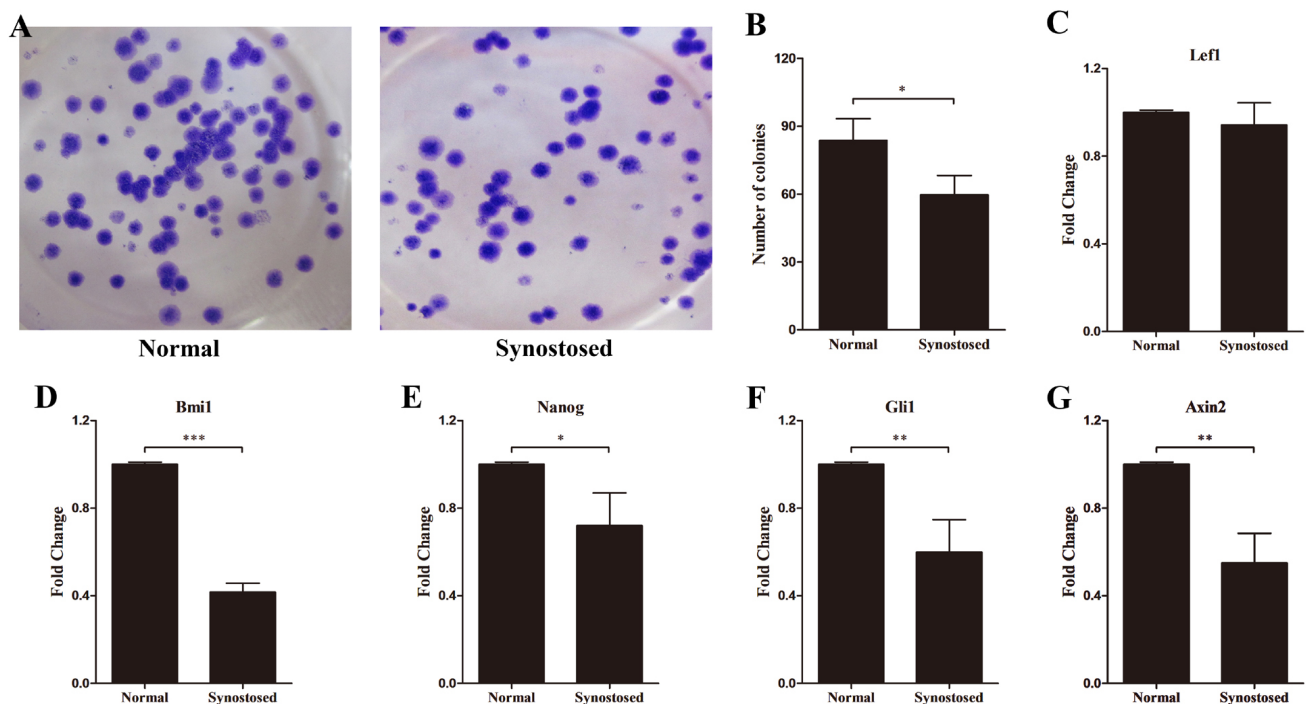 A
Normal
Synostosed
B
Number of colonies
120
90
60
30
0
*
Normal
Synostosed
C
Lef1
Fold Change
1.2
0.8
0.4
0.0
Normal
Synostosed
D
Bmi1
Fold Change
1.2
0.8
0.4
0.0
***
Normal
Synostosed
E
Nanog
Fold Change
1.2
0.8
0.4
0.0
*
Normal
Synostosed
F
Gli1
Fold Change
1.2
0.8
0.4
0.0
**
Normal
Synostosed
G
Axin2
Fold Change
1.2
0.8
0.4
0.0
**
Normal
Synostosed